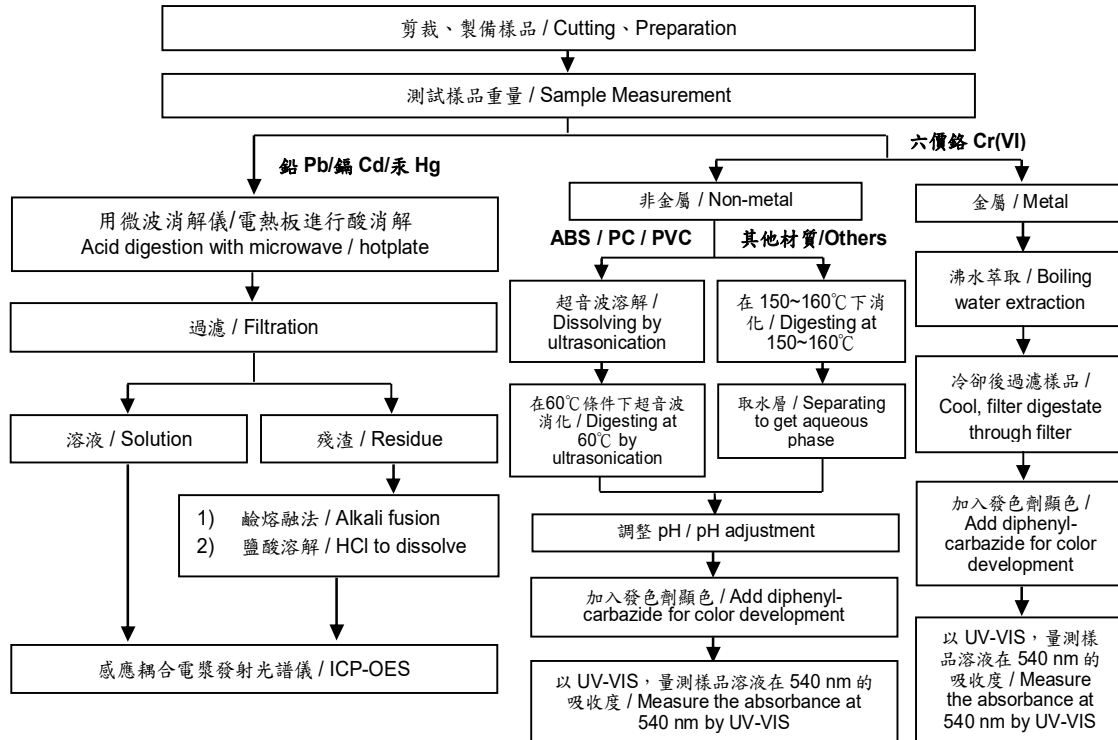 剪裁、製備樣品 / Cutting、Preparation
測試樣品重量 / Sample Measurement
鉛 Pb/鎘 Cd/汞 Hg
六價鉻 Cr(VI)
用微波消解儀/電熱板進行酸消解
Acid digestion with microwave / hotplate
過濾 / Filtration
溶液 / Solution
殘渣 / Residue
1) 鹼熔融法 / Alkali fusion
2) 鹽酸溶解 / HCl to dissolve
感應耦合電漿發射光譜儀 / ICP-OES
非金屬 / Non-metal
ABS / PC / PVC
其他材質/Others
超音波溶解 /
Dissolving by
ultrasonication
在 150~160℃下消
化 / Digesting at
150~160℃
在60℃條件下超音波
消化 / Digesting at
60℃ by
ultrasonication
取水層 / Separating
to get aqueous
phase
調整 pH / pH adjustment
加入發色劑顯色 / Add diphenyl-
carbazide for color development
以 UV-VIS，量測樣品溶液在 540 nm 的
吸收度 / Measure the absorbance at
540 nm by UV-VIS
金屬 / Metal
沸水萃取 / Boiling
water extraction
冷卻後過濾樣品 /
Cool, filter digestate
through filter
加入發色劑顯色 /
Add diphenyl-
carbazide for color
development
以 UV-VIS，量測樣
品溶液在 540 nm 的
吸收度 / Measure
the absorbance at
540 nm by UV-VIS